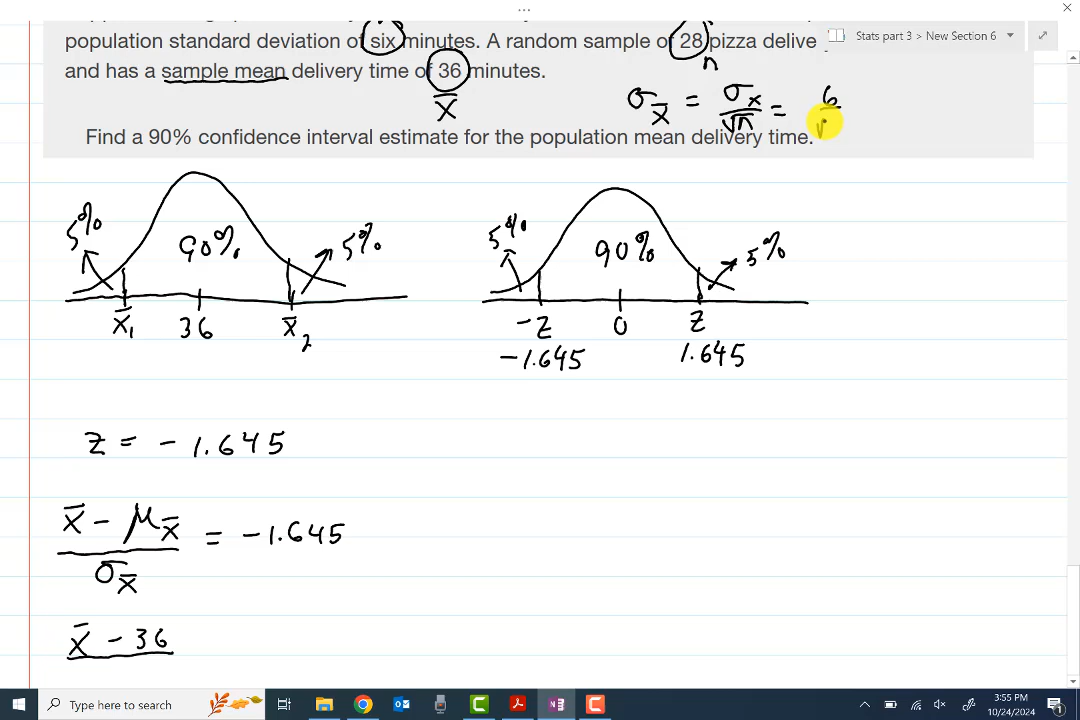 Stats part 3 > New Section 6
population standard deviation of six minutes. A random sample of 28 pizza delive
n
and has a sample mean delivery time of 36 minutes.
x̄
σx̄ = σx/√n = 6/√
Find a 90% confidence interval estimate for the population mean delivery time.
5% 90% 5%
x̄1 36 x̄2
5% 90% 5%
-z 0 z
-1.645 1.645
z = -1.645
x̄ - μx̄ = -1.645
σx̄
x̄ - 36
Type here to search
3:55 PM
10/24/2024
1